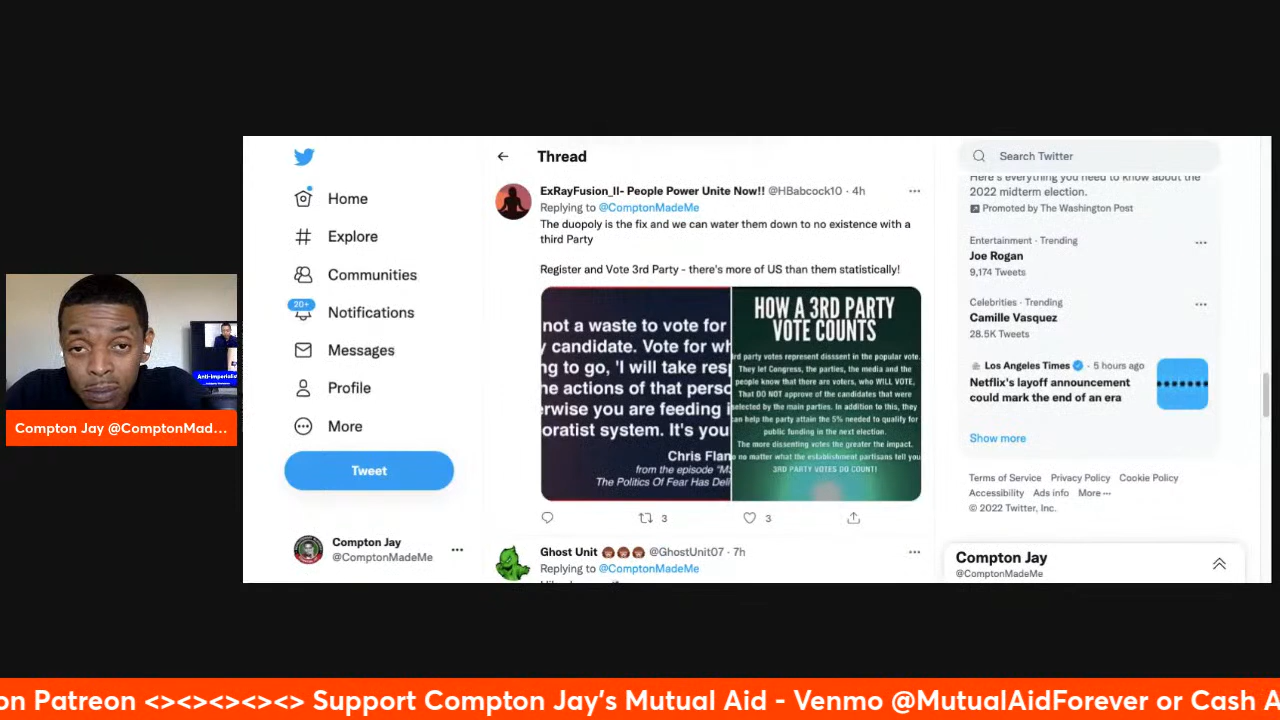 Home
Explore
Communities
20+
Notifications
Messages
Profile
More
Tweet
Compton Jay
@ComptonMadeMe
Thread
ExRayFusion_II- People Power Unite Now!! @HBabcock10 · 4h
Replying to @ComptonMadeMe
The duopoly is the fix and we can water them down to no existence with a
third Party
Register and Vote 3rd Party - there's more of US than them statistically!
not a waste to vote for
candidate. Vote for
to go, 'I will take
actions of that
you are feeding
system. It's
Chris
from the episode
The Politics Of Fear Has
HOW A 3RD PARTY
VOTE COUNTS
party votes represent dissent in the popular vote.
They let Congress, the parties, the media and the
people know that there are voters, who WILL VOTE,
That DO NOT approve of the candidates that were
selected by the main parties. In addition to this, they
can help the party attain the 5% needed to qualify for
public funding in the next election.
The more dissenting votes the greater the impact.
no matter what the establishment partisans tell you
3RD PARTY VOTES DO COUNT!
3
3
Ghost Unit @GhostUnit07 · 7h
Replying to @ComptonMadeMe
Search Twitter
Here's everything you need to know about the
2022 midterm election.
Promoted by The Washington Post
Entertainment · Trending
Joe Rogan
9,174 Tweets
Celebrities · Trending
Camille Vasquez
28.5K Tweets
Los Angeles Times · 5 hours ago
Netflix's layoff announcement
could mark the end of an era
Show more
Terms of Service Privacy Policy Cookie Policy
Accessibility Ads info More ···
© 2022 Twitter, Inc.
Compton Jay
@ComptonMadeMe
Anti-Imperialist
Compton Jay @ComptonMad...
on Patreon <><><><><> Support Compton Jay's Mutual Aid - Venmo @MutualAidForever or Cash A